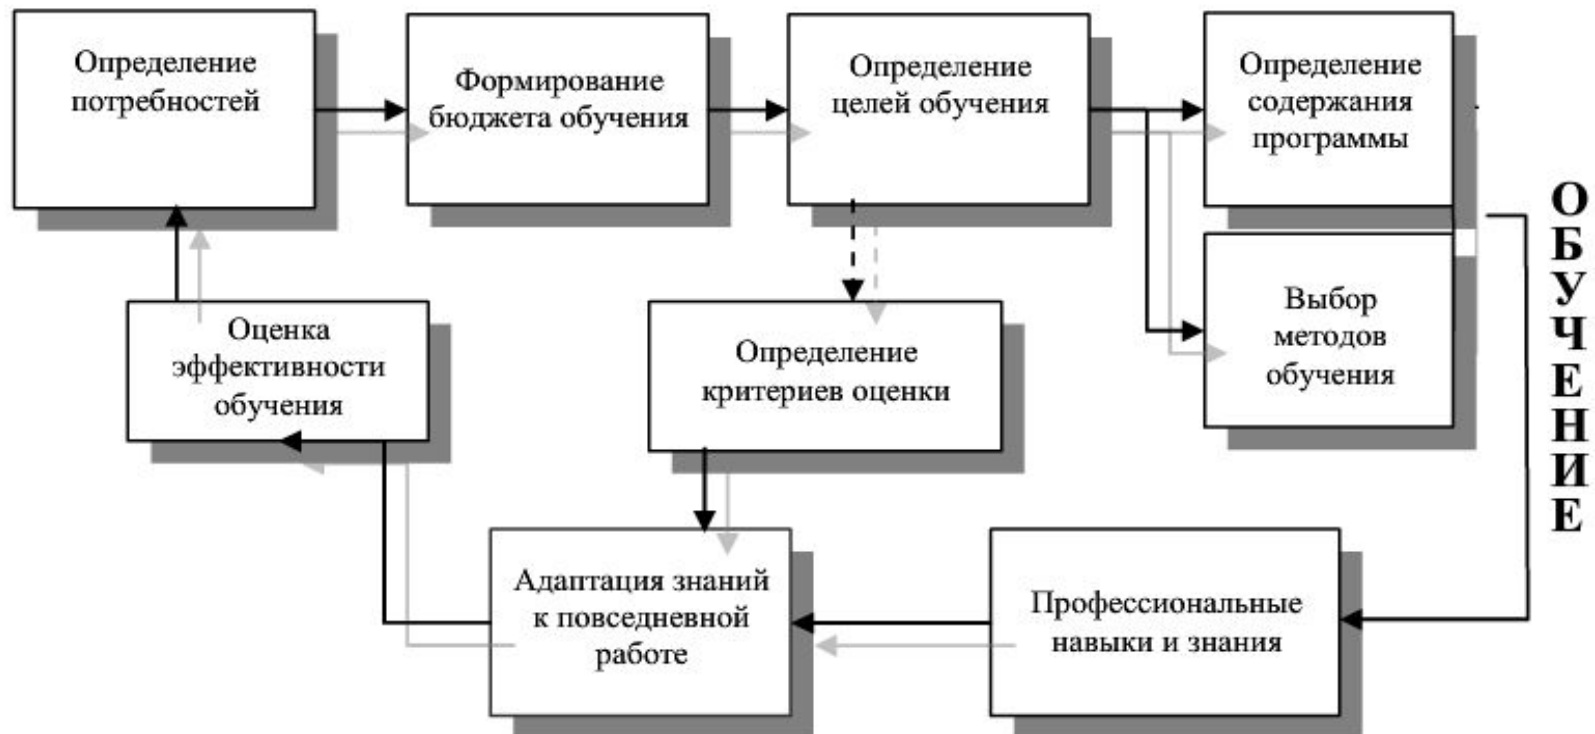 Определение
потребностей
Формирование
бюджета обучения
Определение
целей обучения
Определение
содержания
программы
ОБУЧЕНИЕ
Оценка
эффективности
обучения
Определение
критериев оценки
Выбор
методов
обучения
Адаптация знаний
к повседневной
работе
Профессиональные
навыки и знания